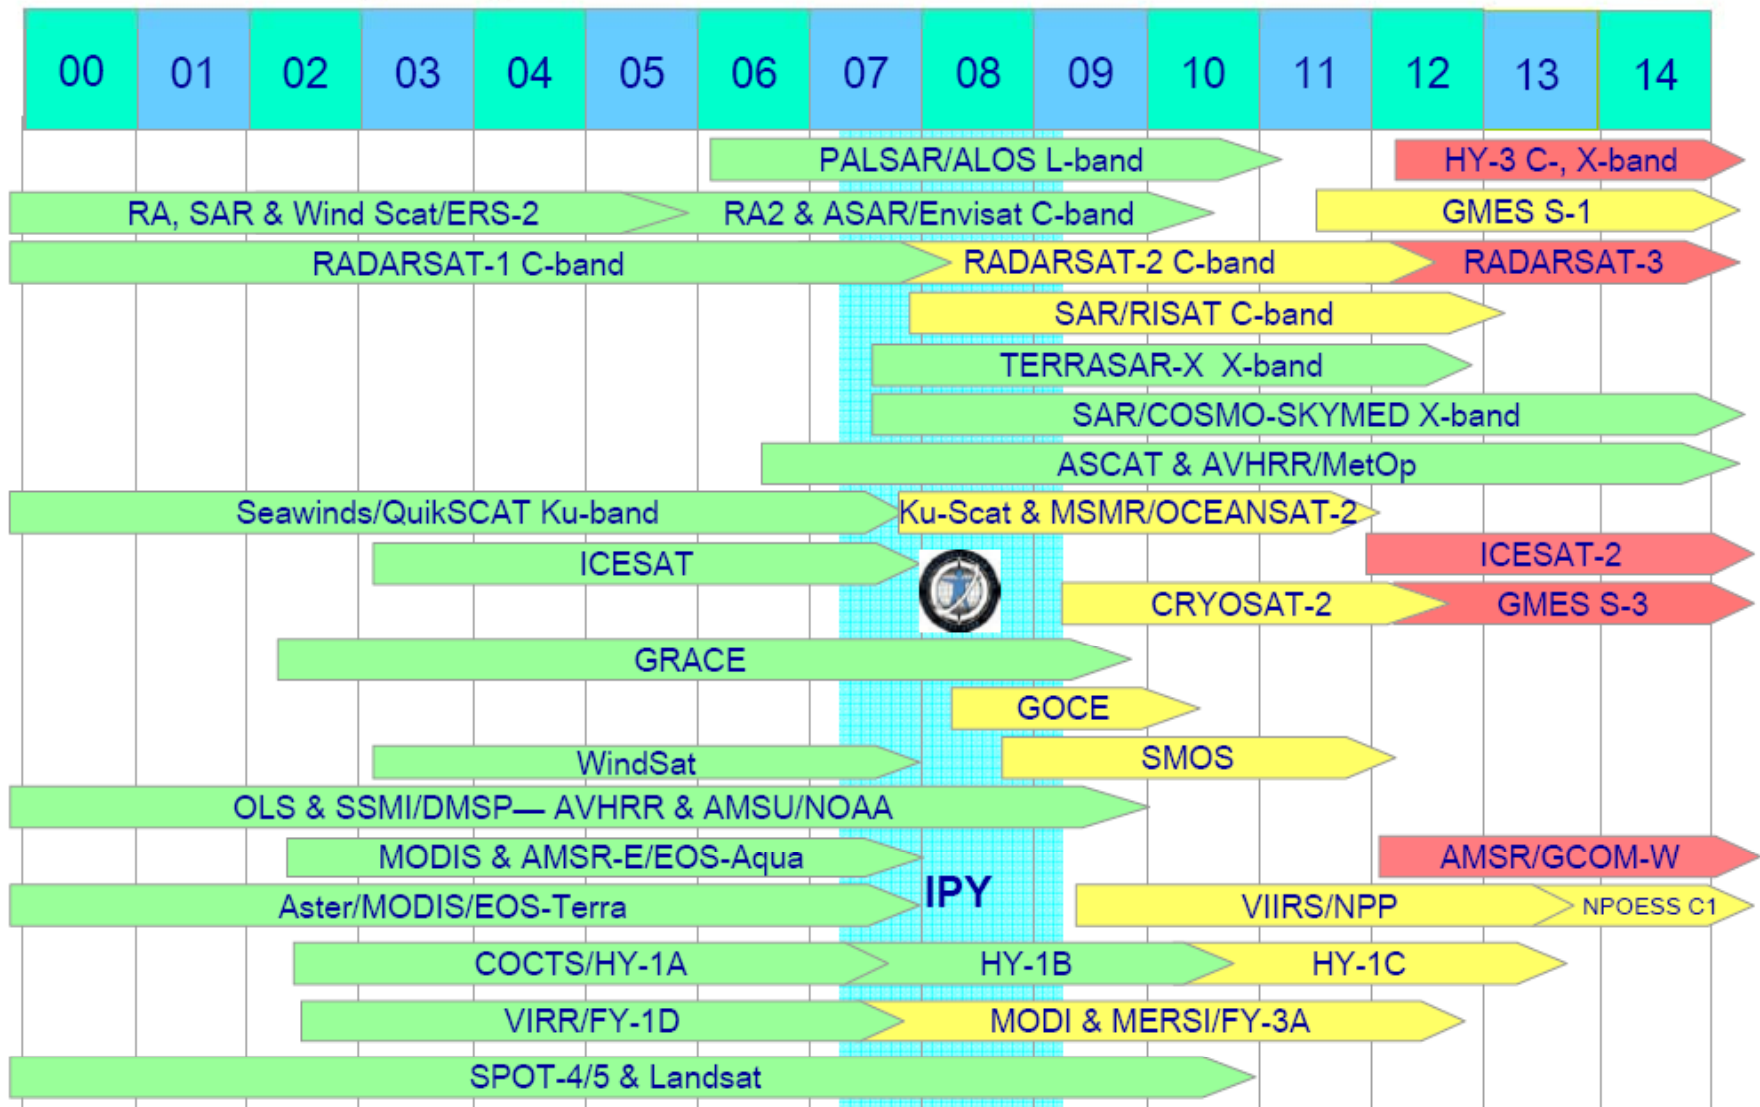 00 01 02 03 04 05 06 07 08 09 10 11 12 13 14
PALSAR/ALOS L-band HY-3 C-, X-band
RA, SAR & Wind Scat/ERS-2 RA2 & ASAR/Envisat C-band GMES S-1
RADARSAT-1 C-band RADARSAT-2 C-band RADARSAT-3
SAR/RISAT C-band
TERRASAR-X X-band
SAR/COSMO-SKYMED X-band
ASCAT & AVHRR/MetOp
Seawinds/QuikSCAT Ku-band Ku-Scat & MSMR/OCEANSAT-2
ICESAT ICESAT-2
CRYOSAT-2 GMES S-3
GRACE
GOCE
WindSat SMOS
OLS & SSMI/DMSP— AVHRR & AMSU/NOAA
MODIS & AMSR-E/EOS-Aqua AMSR/GCOM-W
IPY
Aster/MODIS/EOS-Terra VIIRS/NPP NPOESS C1
COCTS/HY-1A HY-1B HY-1C
VIRR/FY-1D MODI & MERSI/FY-3A
SPOT-4/5 & Landsat